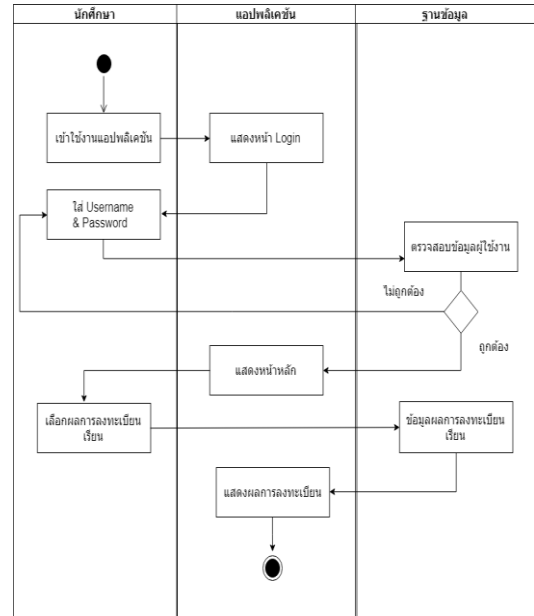 นักศึกษา
แอปพลิเคชัน
ฐานข้อมูล
เข้าใช้งานแอปพลิเคชัน
แสดงหน้า Login
ใส่ Username
& Password
ตรวจสอบข้อมูลผู้ใช้งาน
ไม่ถูกต้อง
ถูกต้อง
แสดงหน้าหลัก
เลือกผลการลงทะเบียน
เรียน
ข้อมูลผลการลงทะเบียน
เรียน
แสดงผลการลงทะเบียน